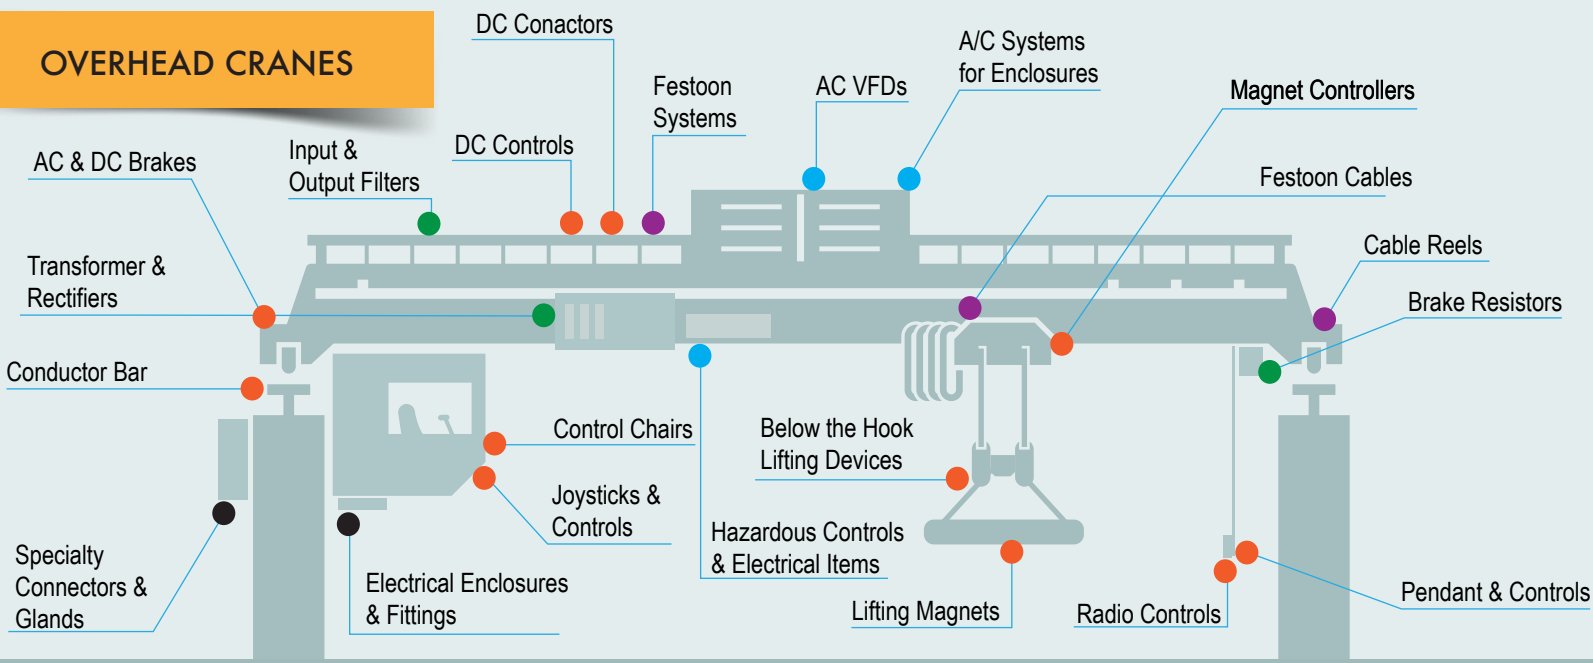 OVERHEAD CRANES
DC Conactors
A/C Systems
for Enclosures
Festoon
Systems
AC VFDs
Magnet Controllers
DC Controls
Input &
Output Filters
AC & DC Brakes
Festoon Cables
Transformer &
Rectifiers
Cable Reels
Brake Resistors
Conductor Bar
Control Chairs
Below the Hook
Lifting Devices
Joysticks &
Controls
Hazardous Controls
& Electrical Items
Specialty
Connectors &
Glands
Electrical Enclosures
& Fittings
Lifting Magnets
Radio Controls
Pendant & Controls